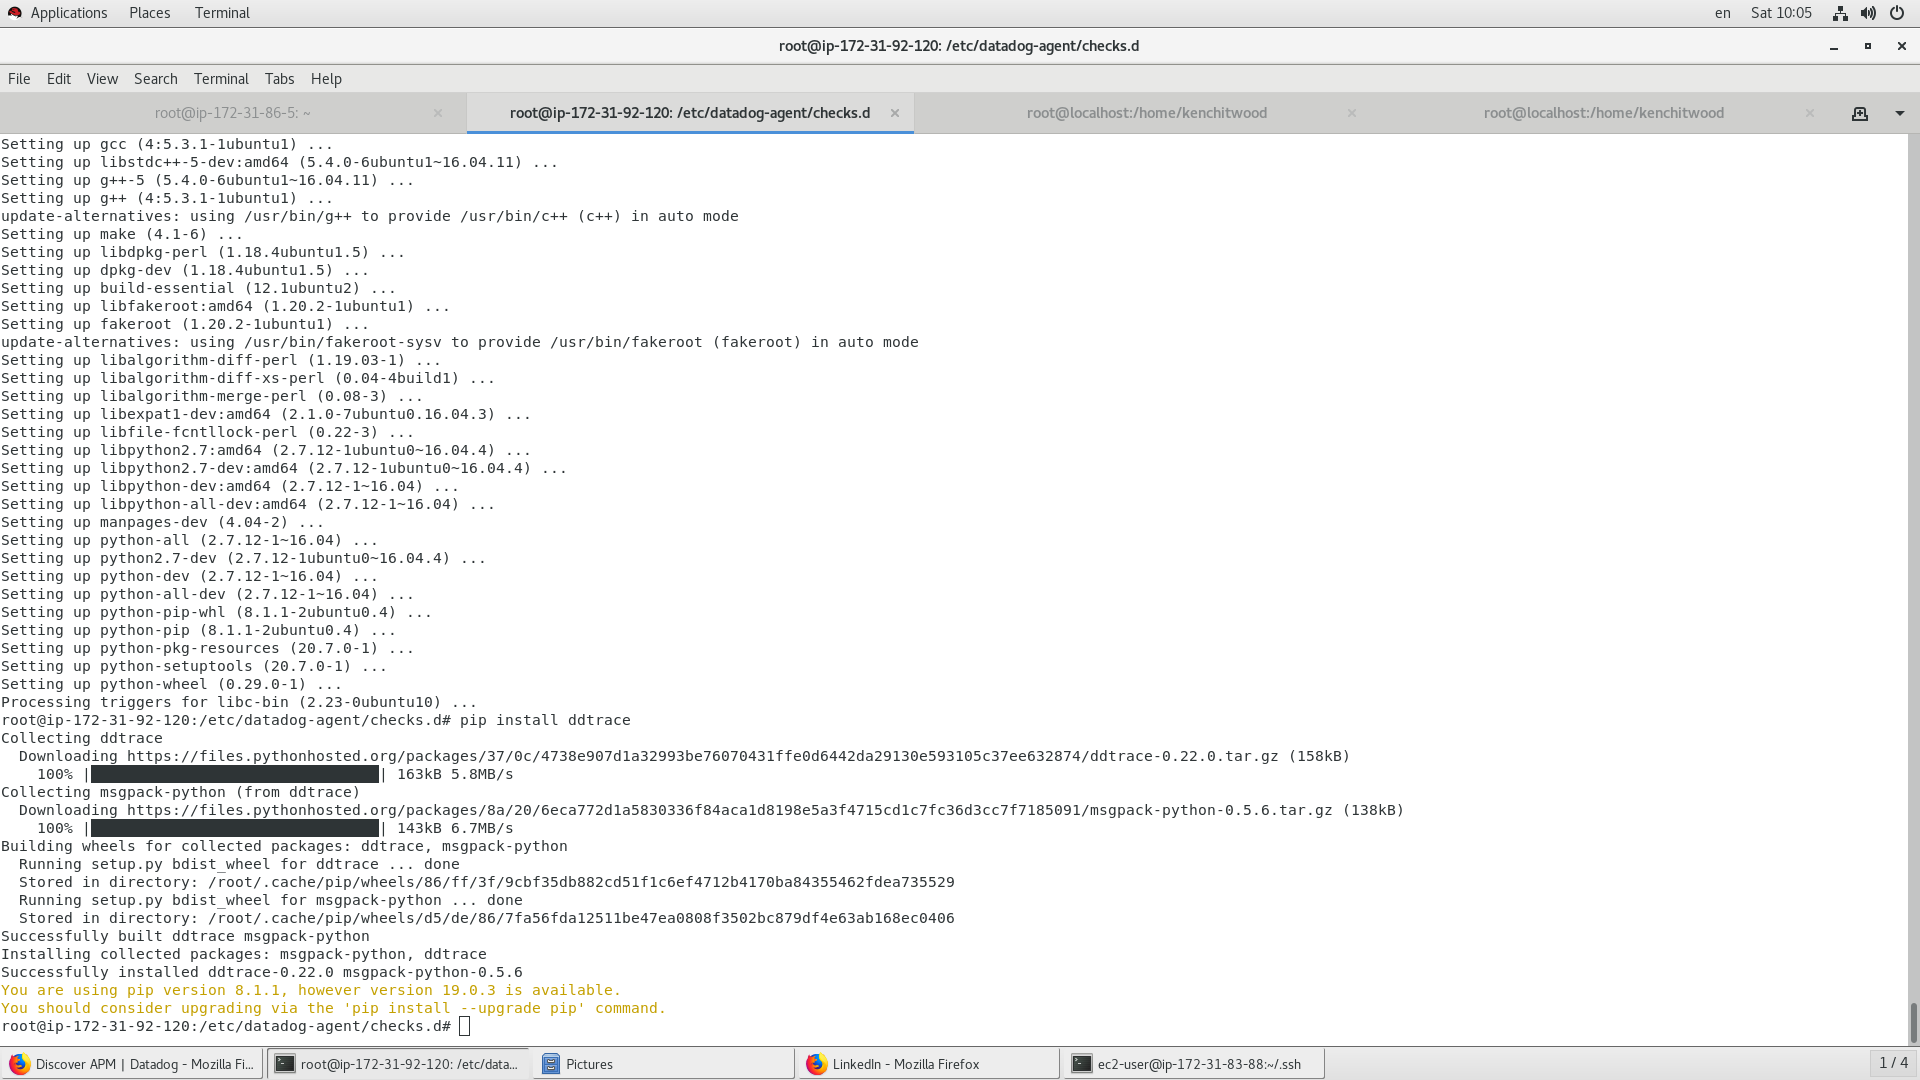 Applications Places Terminal en Sat 10:05
root@ip-172-31-92-120: /etc/datadog-agent/checks.d
File Edit View Search Terminal Tabs Help
root@ip-172-31-86-5: ~ × root@ip-172-31-92-120: /etc/datadog-agent/checks.d × root@localhost:/home/kenchitwood × root@localhost:/home/kenchitwood ×
Setting up gcc (4:5.3.1-1ubuntu1) ...
Setting up libstdc++-5-dev:amd64 (5.4.0-6ubuntu1~16.04.11) ...
Setting up g++-5 (5.4.0-6ubuntu1~16.04.11) ...
Setting up g++ (4:5.3.1-1ubuntu1) ...
update-alternatives: using /usr/bin/g++ to provide /usr/bin/c++ (c++) in auto mode
Setting up make (4.1-6) ...
Setting up libdpkg-perl (1.18.4ubuntu1.5) ...
Setting up dpkg-dev (1.18.4ubuntu1.5) ...
Setting up build-essential (12.1ubuntu2) ...
Setting up libfakeroot:amd64 (1.20.2-1ubuntu1) ...
Setting up fakeroot (1.20.2-1ubuntu1) ...
update-alternatives: using /usr/bin/fakeroot-sysv to provide /usr/bin/fakeroot (fakeroot) in auto mode
Setting up libalgorithm-diff-perl (1.19.03-1) ...
Setting up libalgorithm-diff-xs-perl (0.04-4build1) ...
Setting up libalgorithm-merge-perl (0.08-3) ...
Setting up libexpat1-dev:amd64 (2.1.0-7ubuntu0.16.04.3) ...
Setting up libfile-fcntllock-perl (0.22-3) ...
Setting up libpython2.7:amd64 (2.7.12-1ubuntu0~16.04.4) ...
Setting up libpython2.7-dev:amd64 (2.7.12-1ubuntu0~16.04.4) ...
Setting up libpython-dev:amd64 (2.7.12-1~16.04) ...
Setting up libpython-all-dev:amd64 (2.7.12-1~16.04) ...
Setting up manpages-dev (4.04-2) ...
Setting up python-all (2.7.12-1~16.04) ...
Setting up python2.7-dev (2.7.12-1ubuntu0~16.04.4) ...
Setting up python-dev (2.7.12-1~16.04) ...
Setting up python-all-dev (2.7.12-1~16.04) ...
Setting up python-pip-whl (8.1.1-2ubuntu0.4) ...
Setting up python-pip (8.1.1-2ubuntu0.4) ...
Setting up python-pkg-resources (20.7.0-1) ...
Setting up python-setuptools (20.7.0-1) ...
Setting up python-wheel (0.29.0-1) ...
Processing triggers for libc-bin (2.23-0ubuntu10) ...
root@ip-172-31-92-120:/etc/datadog-agent/checks.d# pip install ddtrace
Collecting ddtrace
  Downloading https://files.pythonhosted.org/packages/37/0c/4738e907d1a32993be76070431ffe0d6442da29130e593105c37ee632874/ddtrace-0.22.0.tar.gz (158kB)
    100% |████████████████████████████████| 163kB 5.8MB/s
Collecting msgpack-python (from ddtrace)
  Downloading https://files.pythonhosted.org/packages/8a/20/6eca772d1a5830336f84aca1d8198e5a3f4715cd1c7fc36d3cc7f7185091/msgpack-python-0.5.6.tar.gz (138kB)
    100% |████████████████████████████████| 143kB 6.7MB/s
Building wheels for collected packages: ddtrace, msgpack-python
  Running setup.py bdist_wheel for ddtrace ... done
  Stored in directory: /root/.cache/pip/wheels/86/ff/3f/9cbf35db882cd51f1c6ef4712b4170ba84355462fdea735529
  Running setup.py bdist_wheel for msgpack-python ... done
  Stored in directory: /root/.cache/pip/wheels/d5/de/86/7fa56fda12511be47ea0808f3502bc879df4e63ab168ec0406
Successfully built ddtrace msgpack-python
Installing collected packages: msgpack-python, ddtrace
Successfully installed ddtrace-0.22.0 msgpack-python-0.5.6
You are using pip version 8.1.1, however version 19.0.3 is available.
You should consider upgrading via the 'pip install --upgrade pip' command.
root@ip-172-31-92-120:/etc/datadog-agent/checks.d#
Discover APM | Datadog - Mozilla Fi... root@ip-172-31-92-120: /etc/data... Pictures LinkedIn - Mozilla Firefox ec2-user@ip-172-31-83-88:~/.ssh 1 / 4